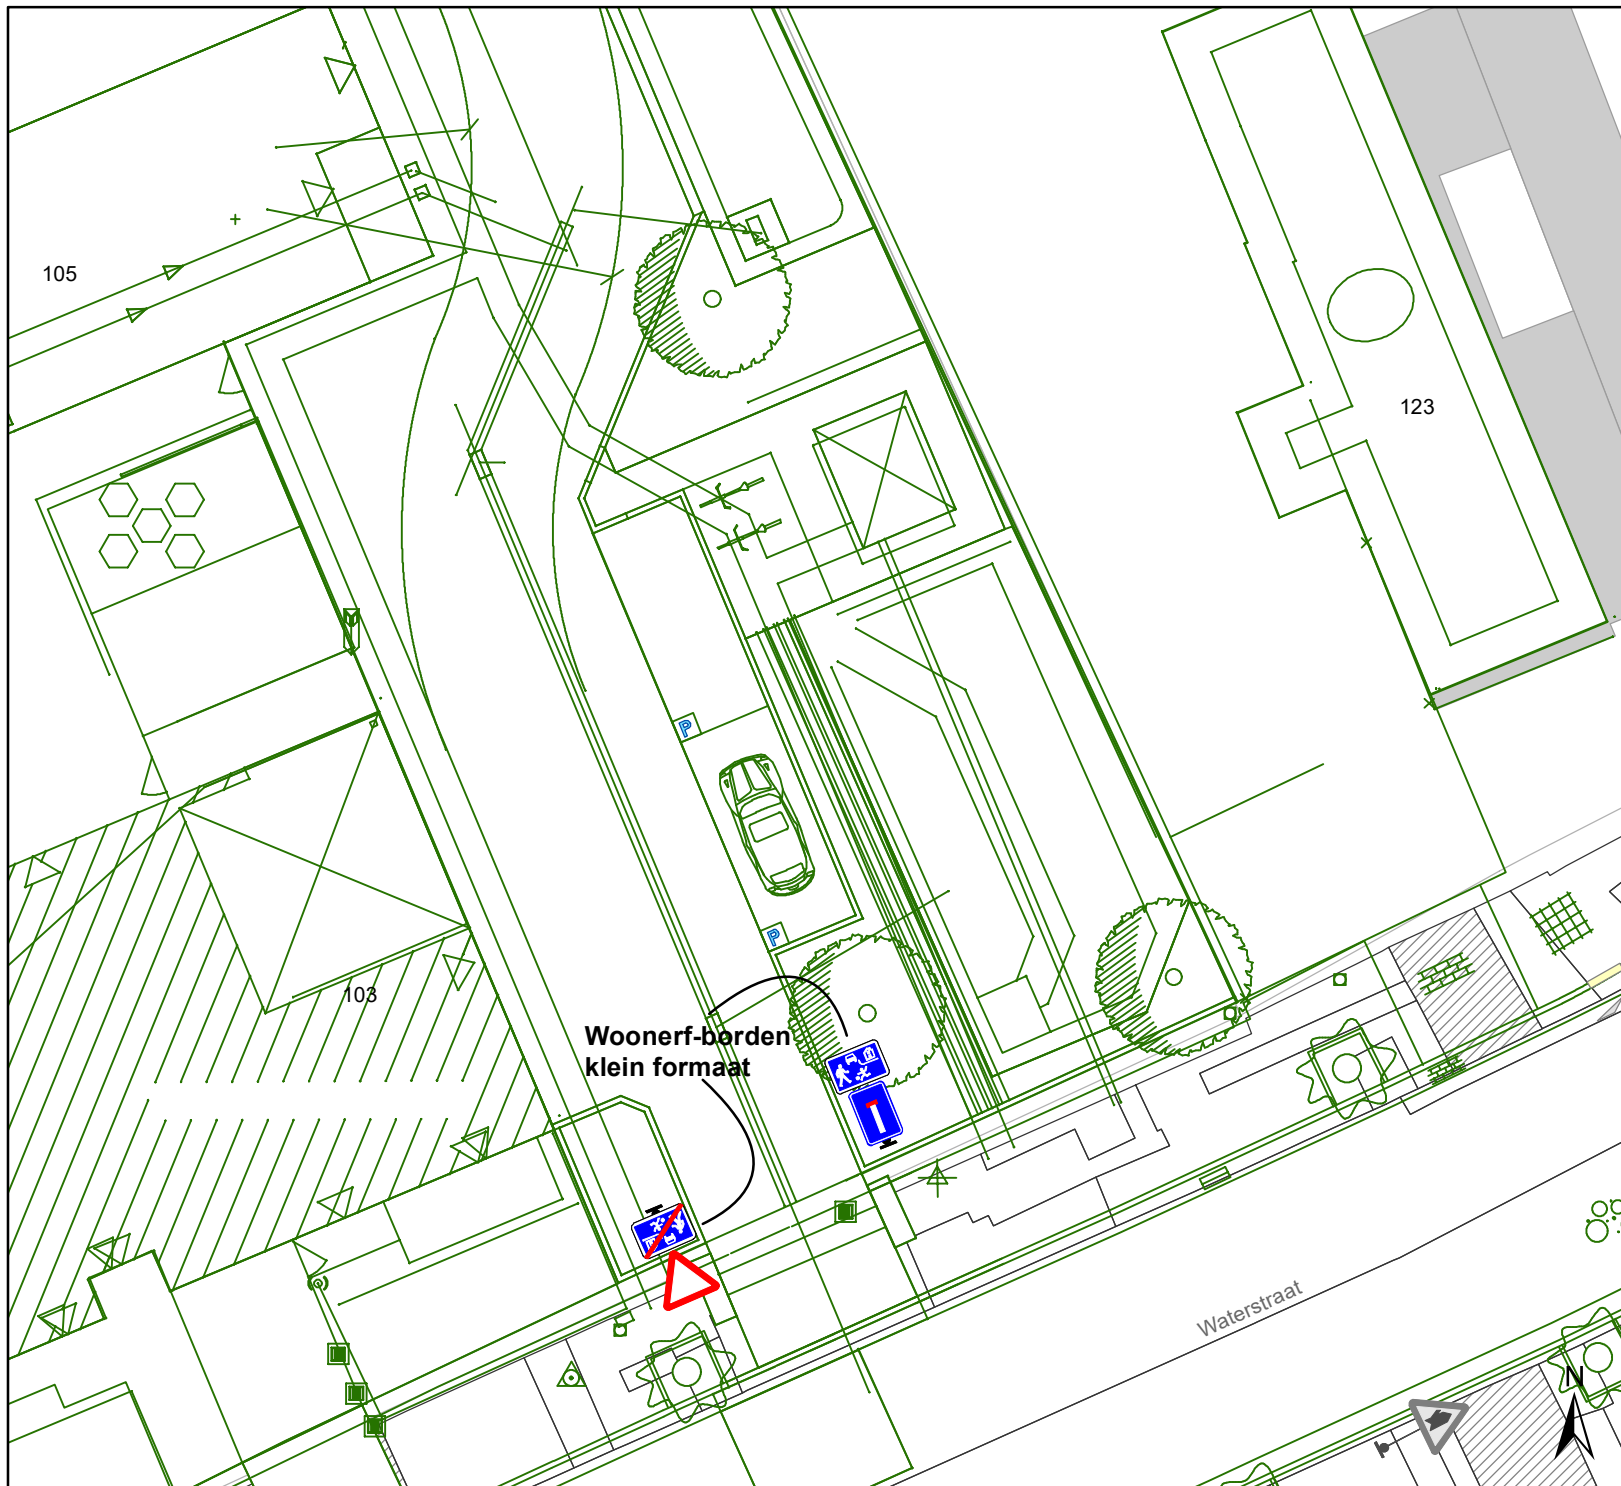 105
123
P
P
103
Woonerf-borden
klein formaat
Waterstraat
N